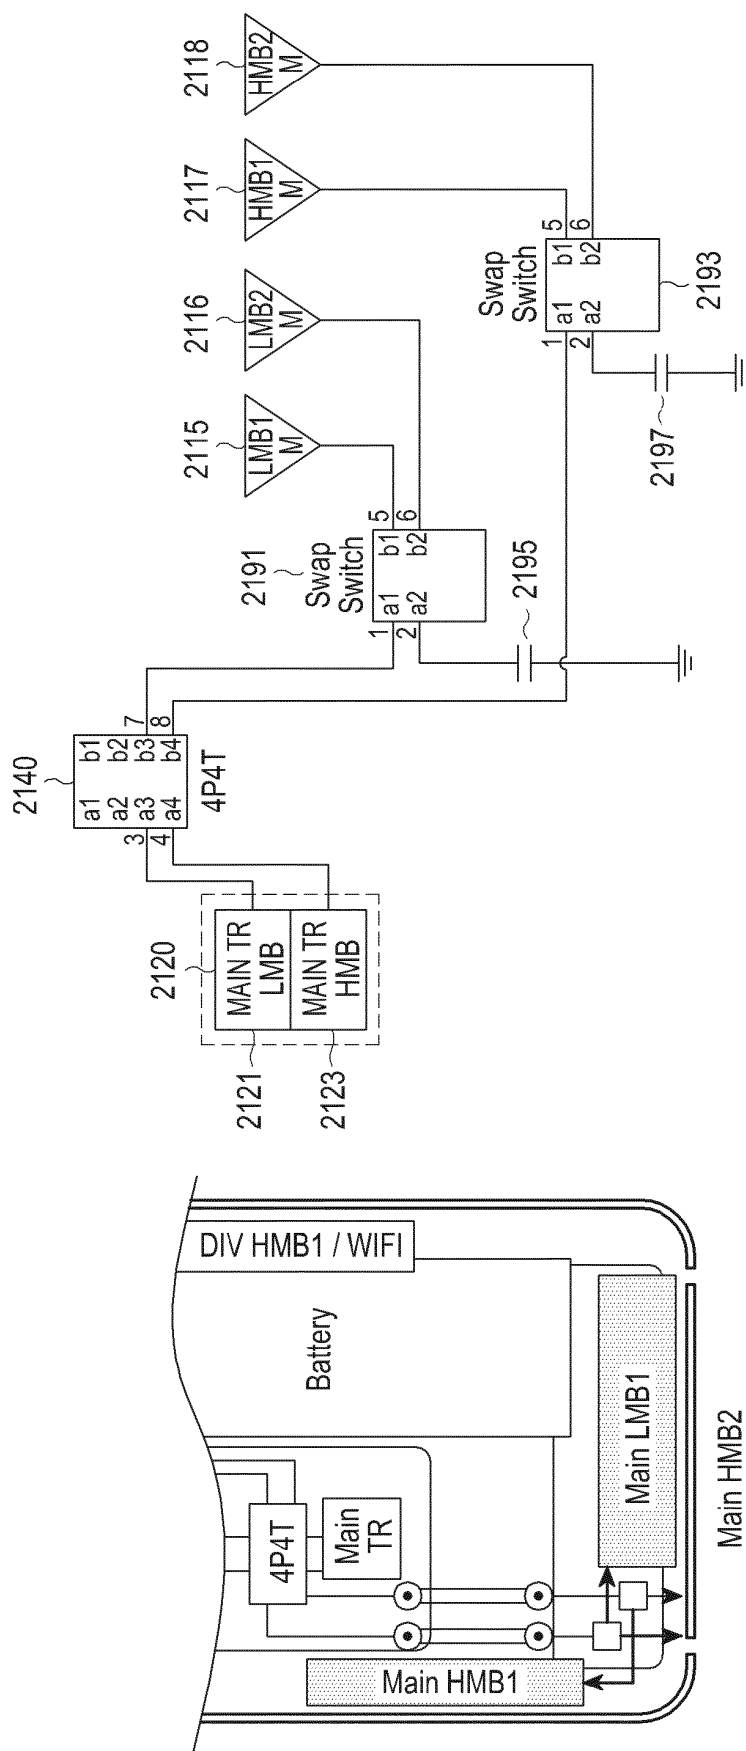 2118
HMB2
M
2117
HMB1
M
2116
LMB2
M
2115
LMB1
M
Swap
Switch
5
6
b1
b2
a1
a2
1
2
2193
2197
2191
Swap
Switch
5
6
b1
b2
a1
a2
1
2
2195
2140
a1
a2
a3
a4
b1
b2
b3
b4
7
8
3
4
4P4T
2120
MAIN TR
LMB
MAIN TR
HMB
2121
2123
DIV HMB1 / WIFI
Battery
4P4T
Main
TR
Main HMB1
Main LMB1
Main HMB2